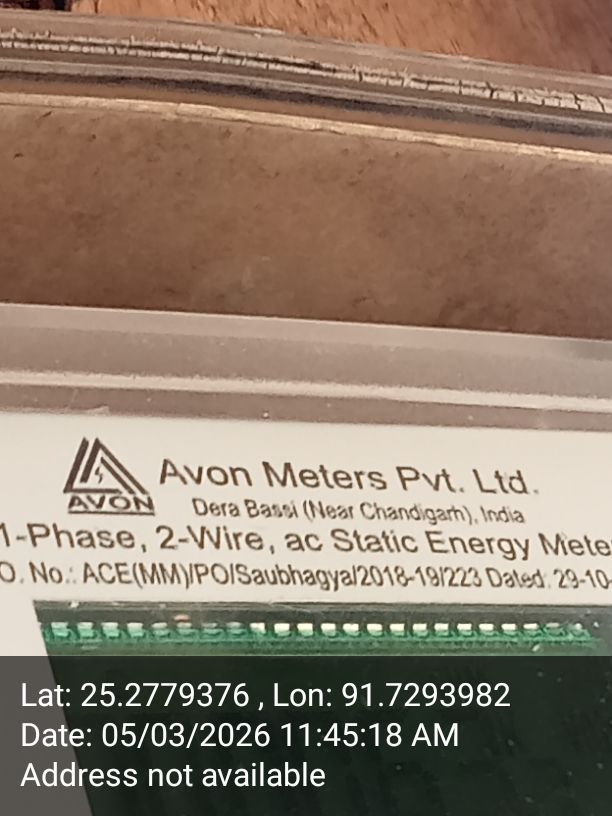 Avon Meters Pvt. Ltd.
AVON
Dera Bassi (Near Chandigarh), India
1-Phase, 2-Wire, ac Static Energy Mete
O. No.: ACE(MM)/PO/Saubhagya/2018-19/223 Dated: 29-10-
Lat: 25.2779376 , Lon: 91.7293982
Date: 05/03/2026 11:45:18 AM
Address not available